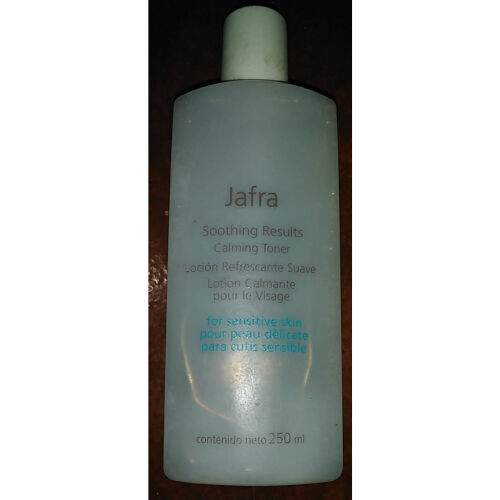 Jafra
Soothing Results
Calming Toner
Loción Refrescante Suave
Lotion Calmante
pour le Visage
for sensitive skin
pour peau délicate
para cutis sensible
contenido neto 250 ml